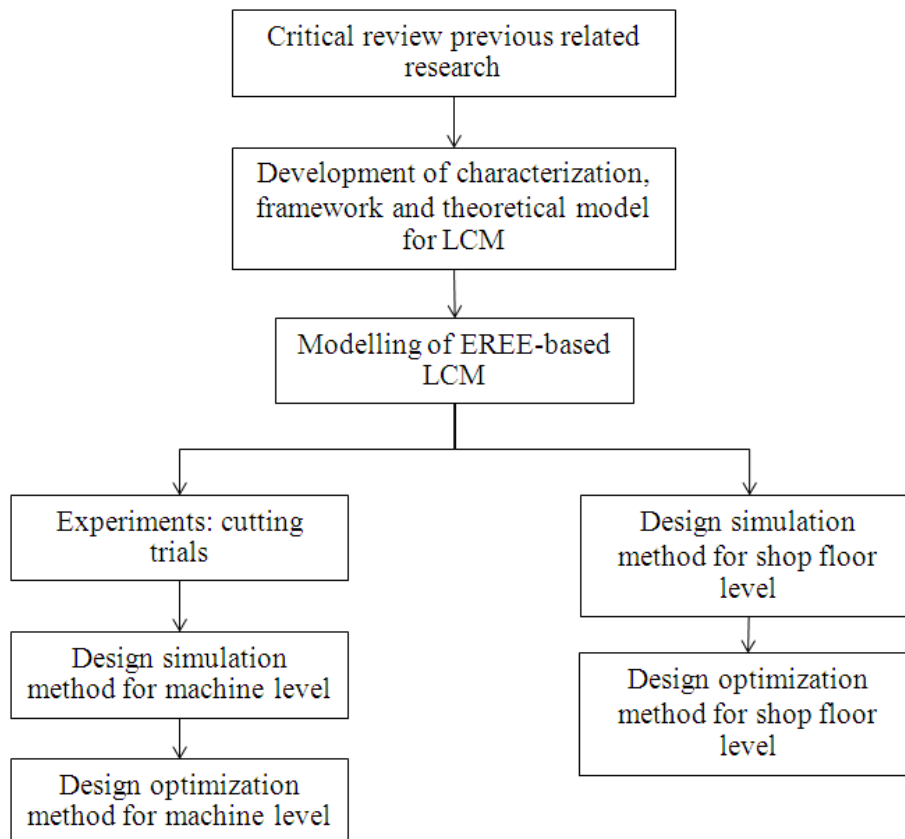 Critical review previous related
research
Development of characterization,
framework and theoretical model
for LCM
Modelling of EREE-based
LCM
Experiments: cutting
trials
Design simulation
method for machine level
Design optimization
method for machine level
Design simulation
method for shop floor
level
Design optimization
method for shop floor
level